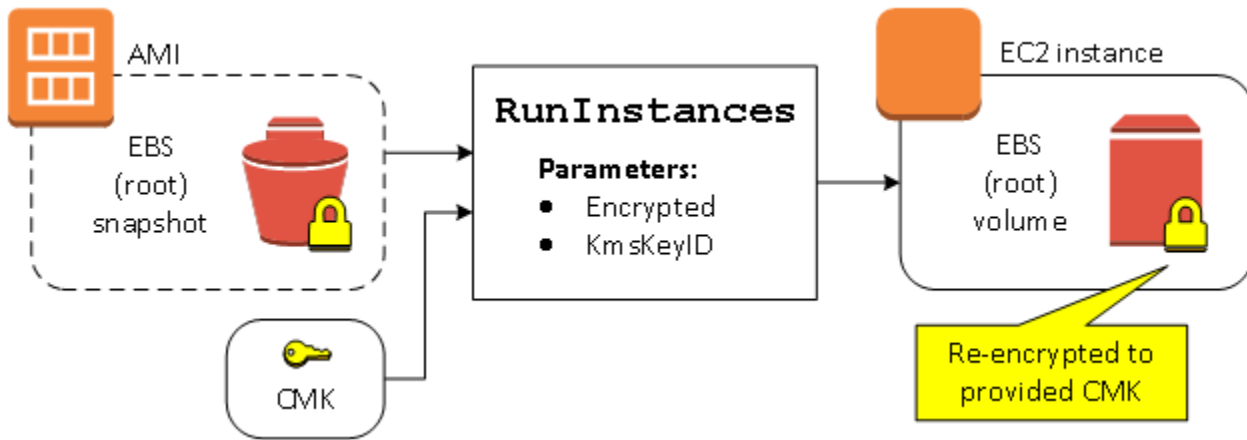 AMI
EBS
(root)
snapshot
CMK
RunInstances
Parameters:
● Encrypted
● KmsKeyID
EC2 instance
EBS
(root)
volume
Re-encrypted to
provided CMK